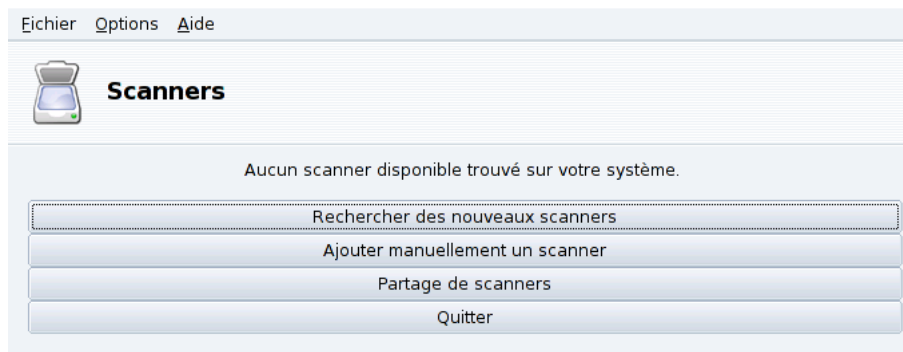 Fichier Options Aide
Scanners
Aucun scanner disponible trouvé sur votre système.
Rechercher des nouveaux scanners
Ajouter manuellement un scanner
Partage de scanners
Quitter